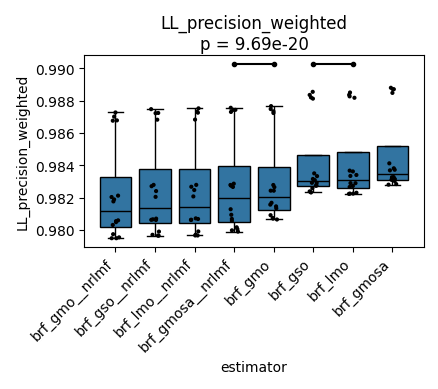 LL_precision_weighted
p = 9.69e-20
LL_precision_weighted
0.990
0.988
0.986
0.984
0.982
0.980
brf_gmo__nrlmf
brf_gso__nrlmf
brf_lmo__nrlmf
brf_gmosa__nrlmf
brf_gmo
brf_gso
brf_lmo
brf_gmosa
estimator